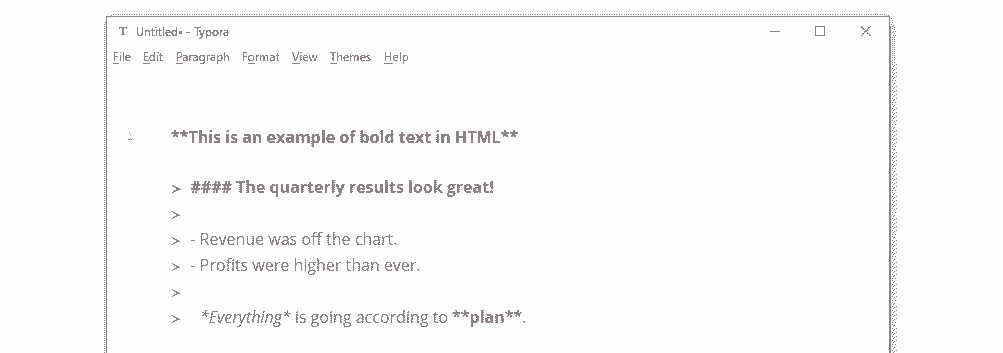 T Untitled• - Typora
File Edit Paragraph Format View Themes Help
**This is an example of bold text in HTML**
> #### The quarterly results look great!
>
> - Revenue was off the chart.
> - Profits were higher than ever.
>
> *Everything* is going according to **plan**.